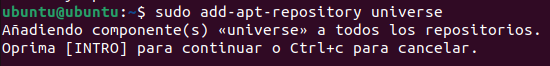 ubuntu@ubuntu:~$ sudo add-apt-repository universe
Añadiendo componente(s) «universe» a todos los repositorios.
Oprima [INTRO] para continuar o Ctrl+c para cancelar.